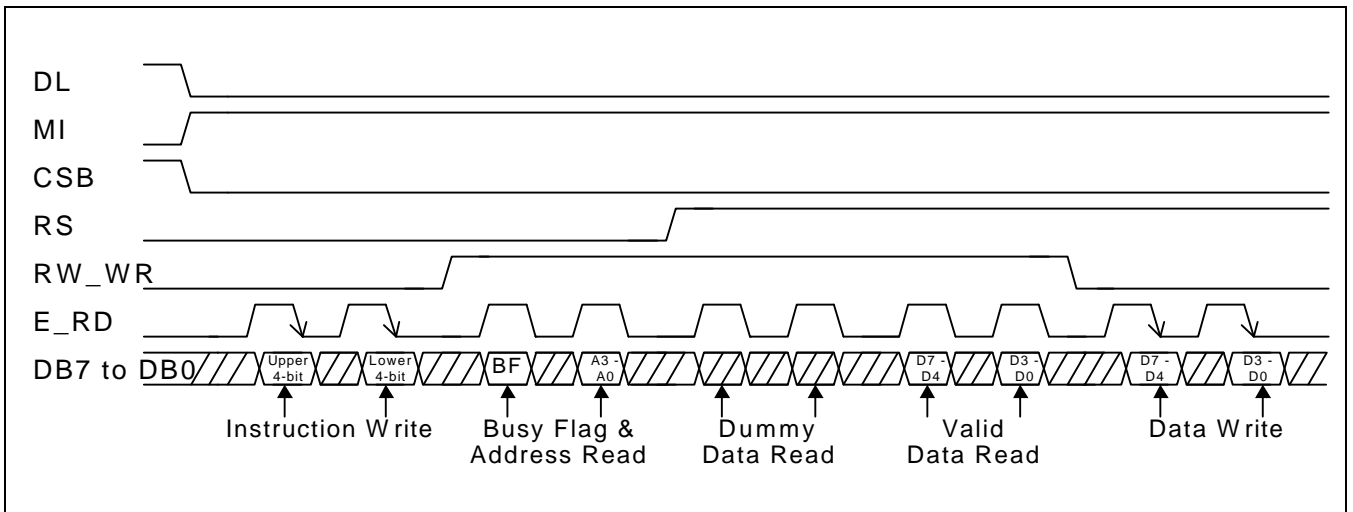 DL
MI
CSB
RS
RW_WR
E_RD
DB7 to DB0
Upper
4-bit
Lower
4-bit
BF
A3 -
A0
D7 -
D4
D3 -
D0
D7 -
D4
D3 -
D0
Instruction Write
Busy Flag &
Address Read
Dummy
Data Read
Valid
Data Read
Data Write